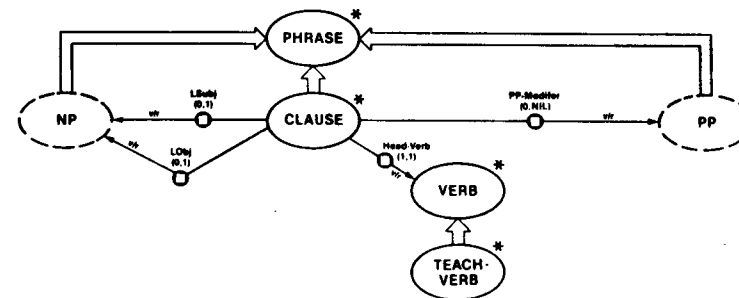 PHRASE *
LSubj
(0,1)
PP-Modifer
(0,NIL)
NP
v/r
CLAUSE *
v/r
PP
LObj
(0,1)
v/r
Head-Verb
(1,1)
v/r
VERB *
TEACH-
VERB *